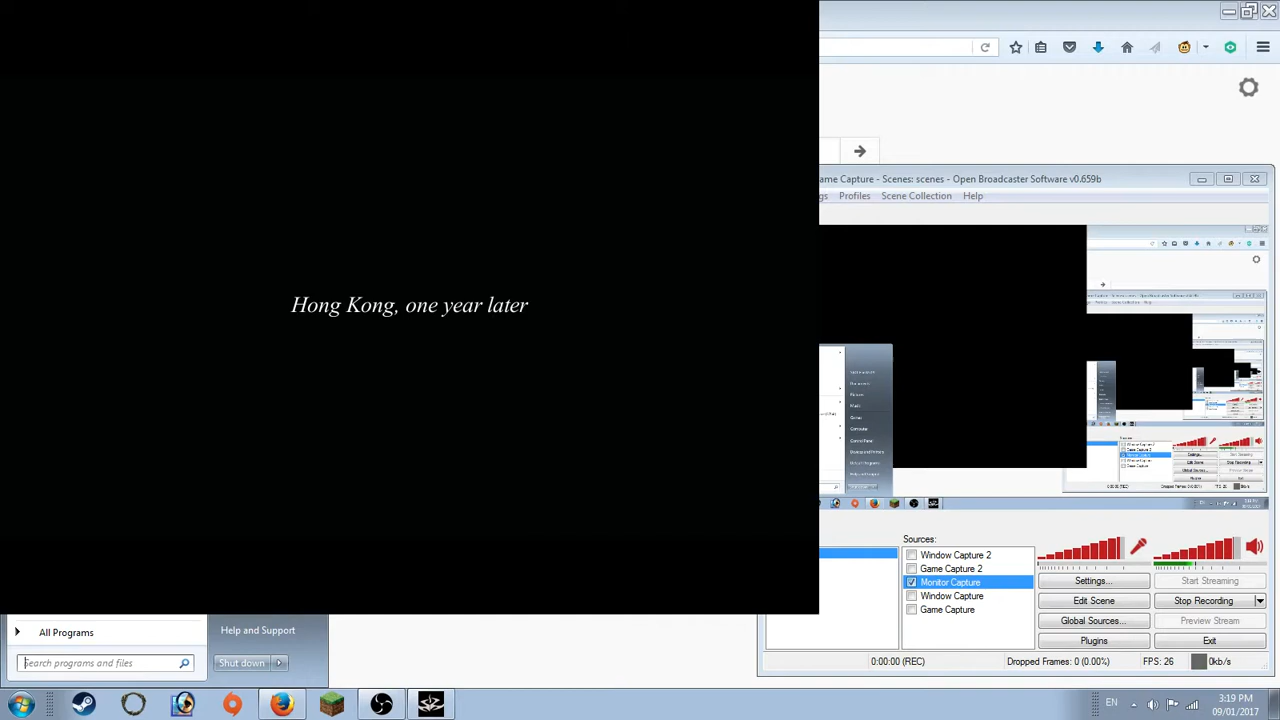 Hong Kong, one year later
ame Capture - Scenes: scenes - Open Broadcaster Software v0.659b
gs Profiles Scene Collection Help
Sources:
Window Capture 2
Game Capture 2
Monitor Capture
Window Capture
Game Capture
Settings...
Start Streaming
Edit Scene
Stop Recording
Global Sources...
Preview Stream
Plugins
Exit
0:00:00 (REC)
Dropped Frames: 0 (0.00%)
FPS: 26
0kb/s
All Programs
Help and Support
Search programs and files
Shut down
EN
3:19 PM
09/01/2017